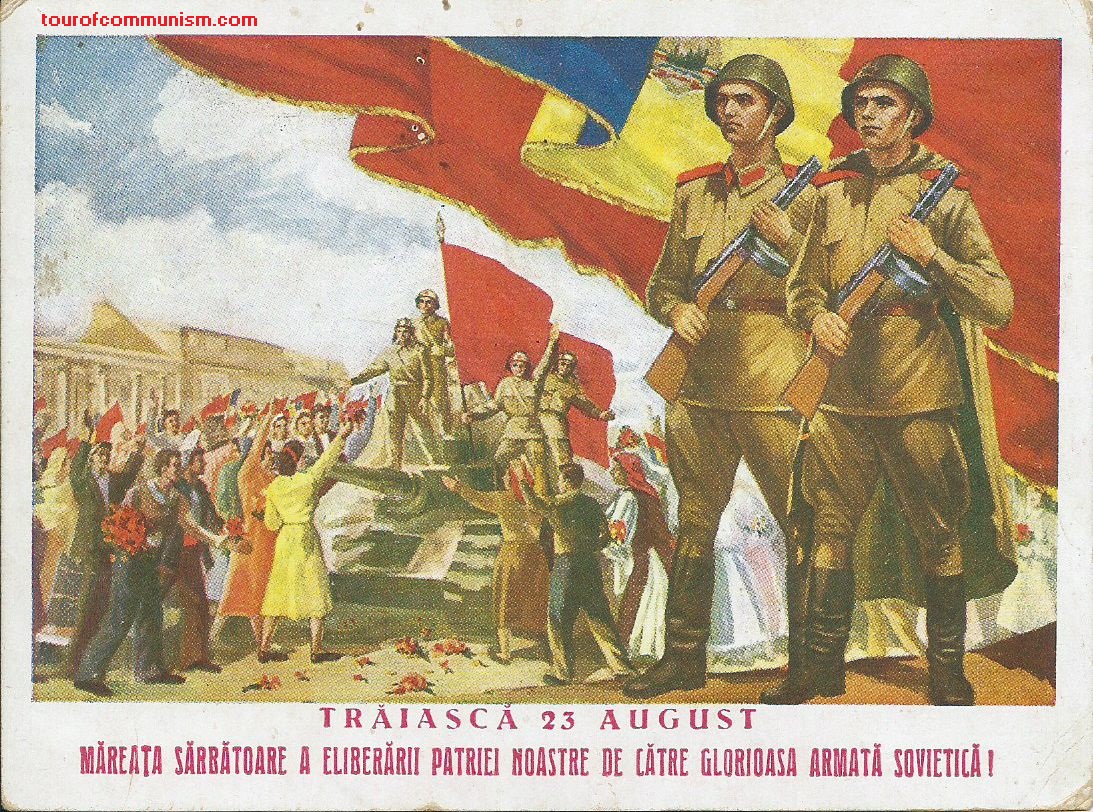 tourofcommunism.com
TRĂIASCĂ 23 AUGUST
MĂREAȚA SĂRBĂTOARE A ELIBERĂRII PATRIEI NOASTRE DE CĂTRE GLORIOASA ARMATĂ SOVIETICĂ!